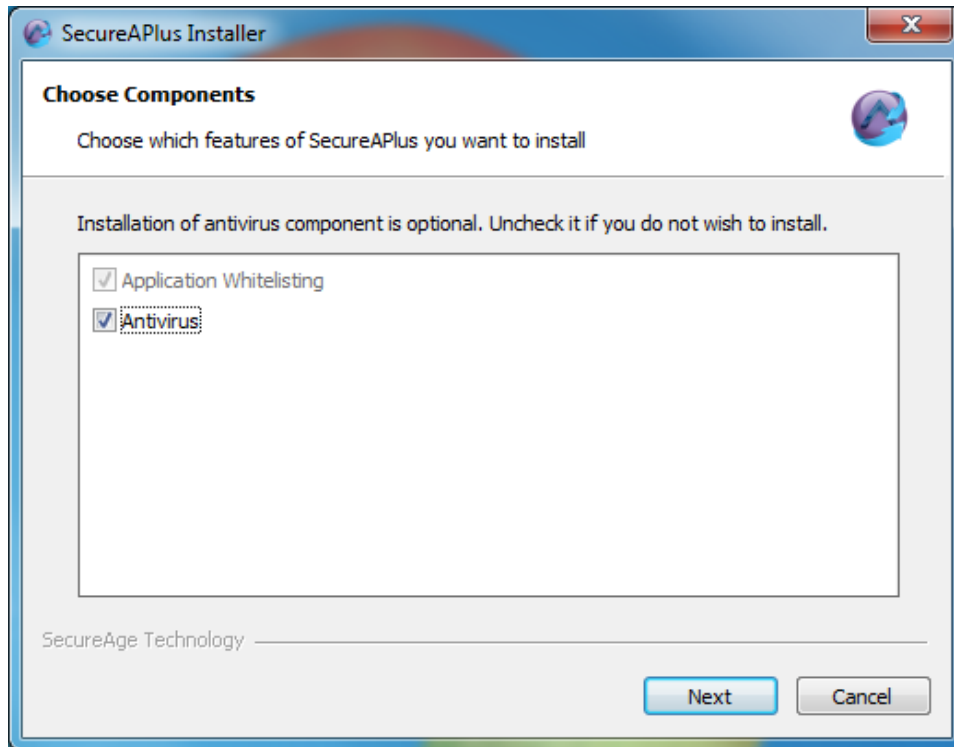 SecureAPlus Installer
Choose Components
Choose which features of SecureAPlus you want to install
Installation of antivirus component is optional. Uncheck it if you do not wish to install.
Application Whitelisting
Antivirus
SecureAge Technology
Next
Cancel